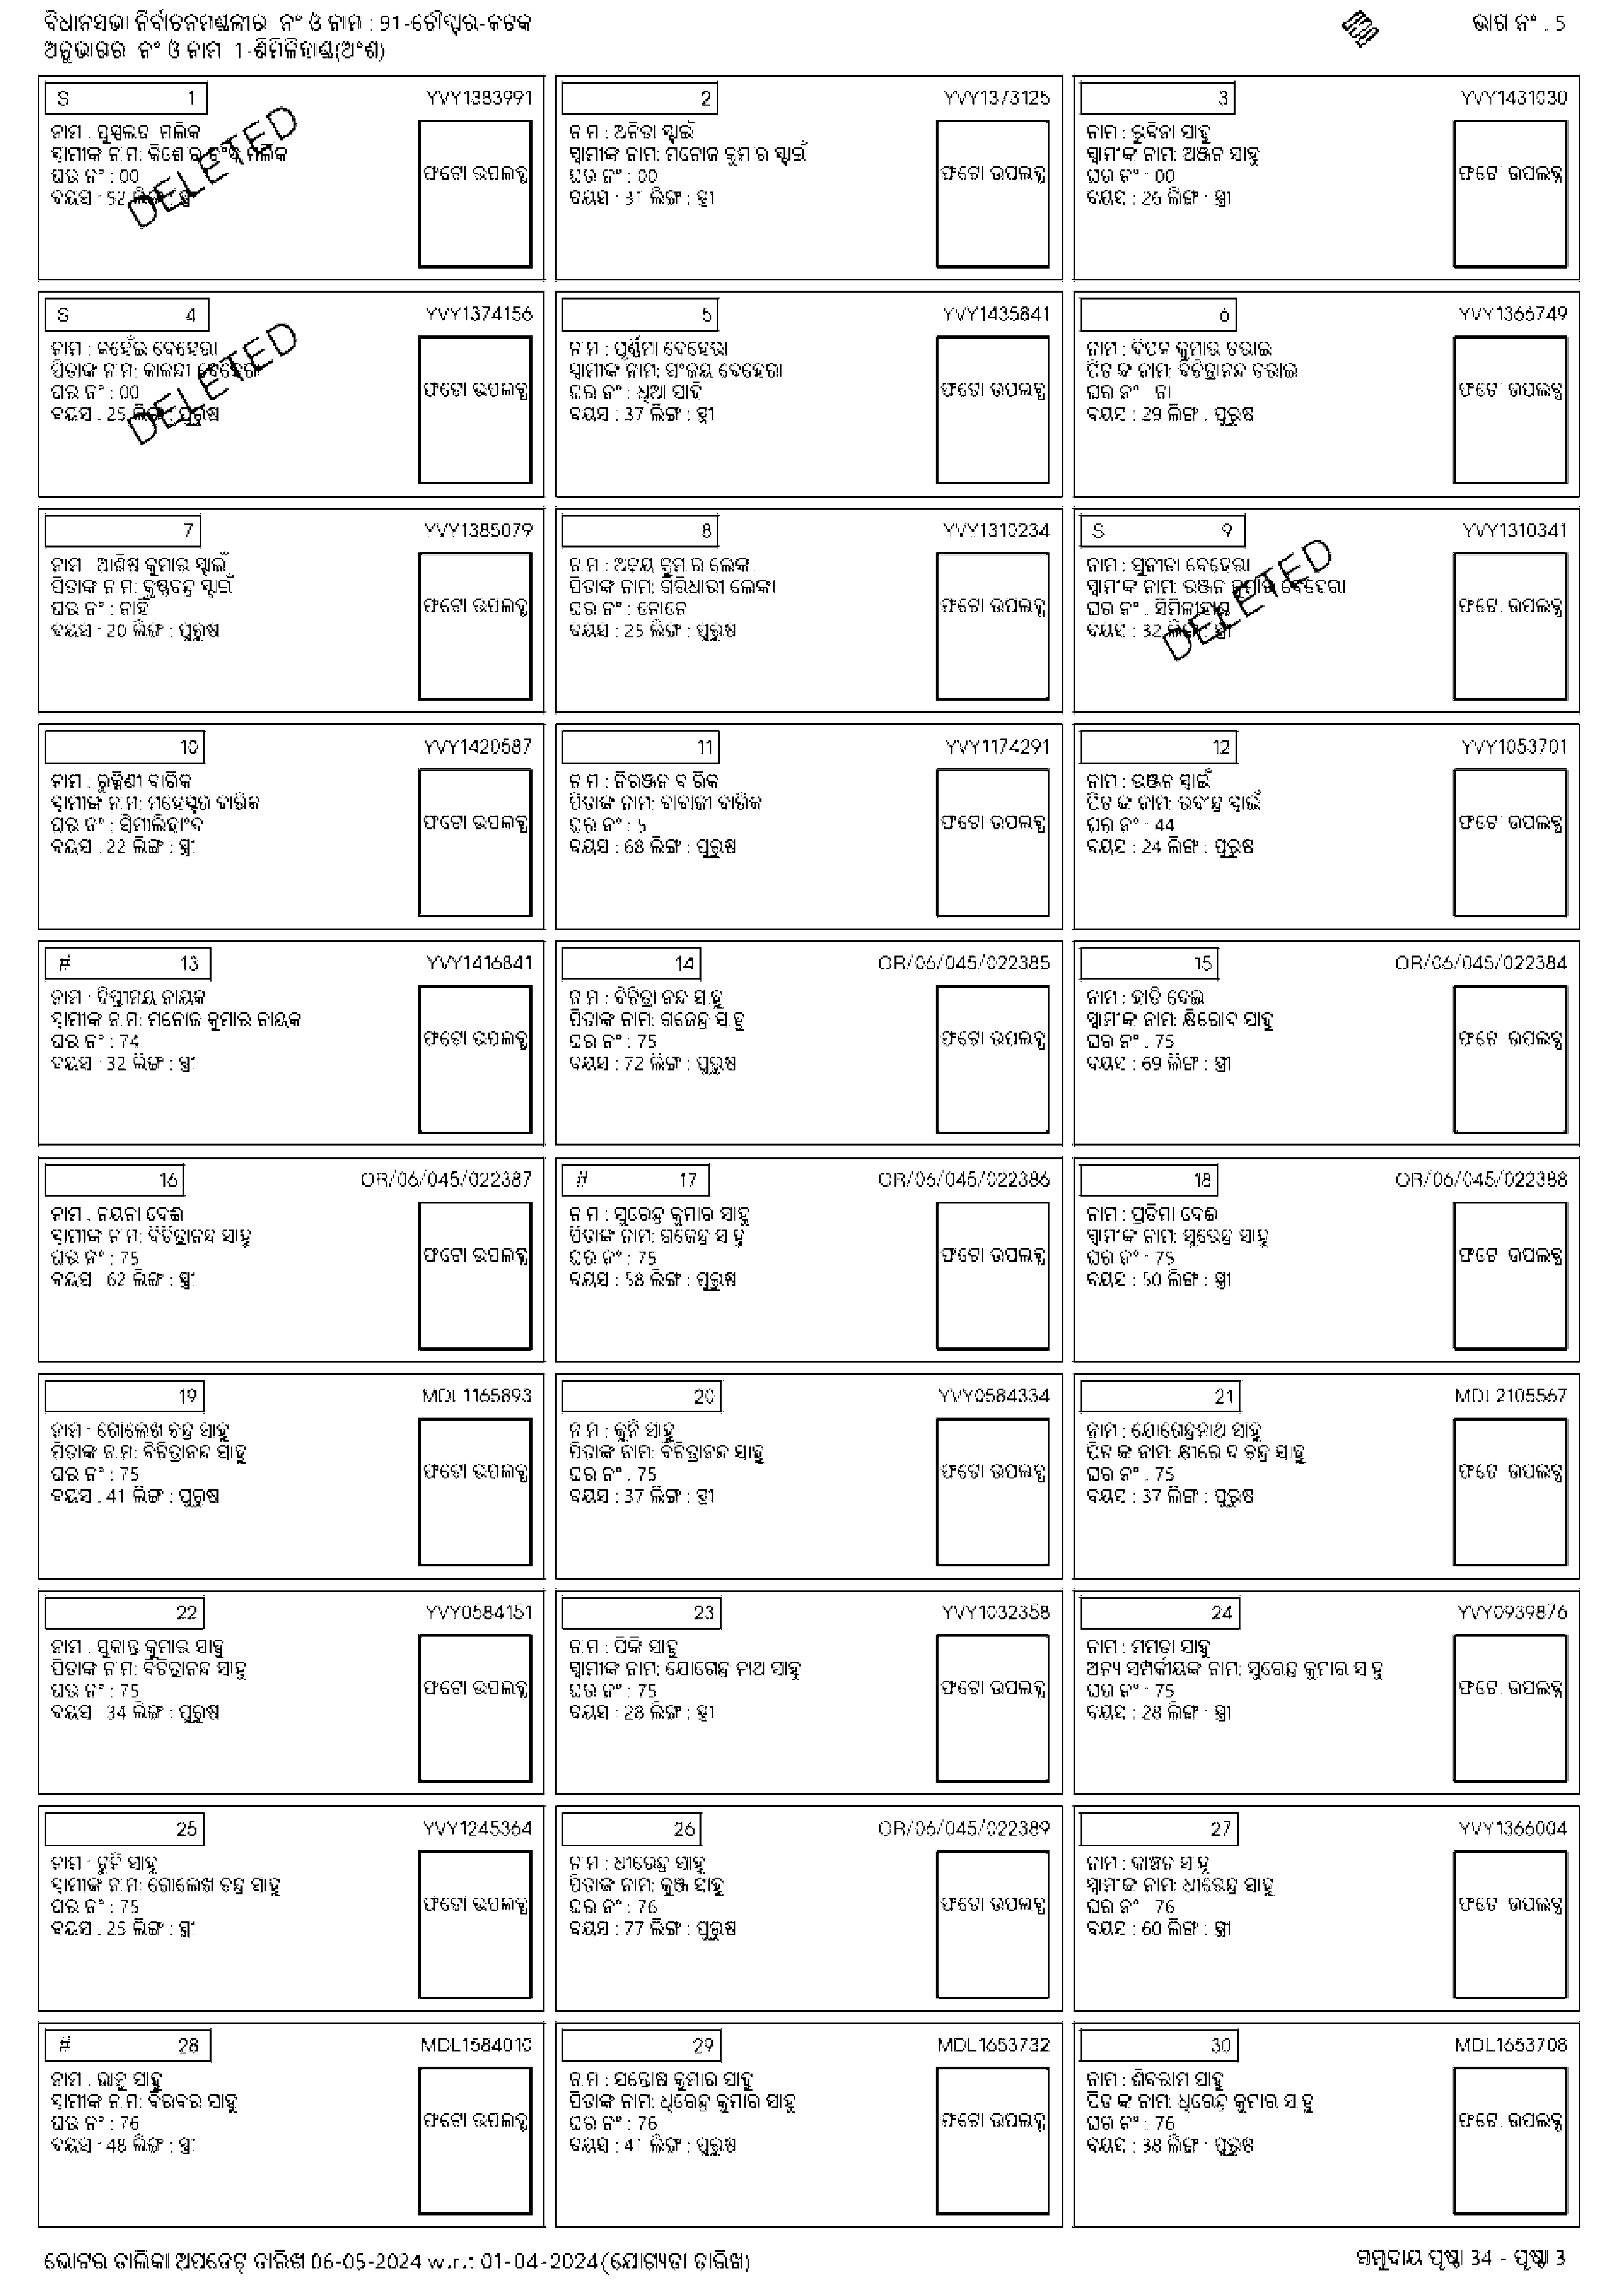 ବିଧାନସଭା ନିର୍ବାଚନମଣ୍ଡଳୀର ନଂ ଓ ନାମ : 91-ଚୌଦ୍ୱାର-କଟକ
ଭାଗ ନଂ . 5
ଅନୁଭାଗର ନଂ ଓ ନାମ 1-ଶିମିଳିହାଣ୍ଡ(ଅଂଶ)
S 1 YVY1383991
ନାମ : ପୁଷ୍ପଲତା ମଲିକ
ସ୍ଵାମୀଙ୍କ ନାମ: କିଶୋର ଚଂଦ୍ର ମଲିକ
ଘର ନଂ : 00
ବୟସ : 52 ଲିଙ୍ଗ : ସ୍ତ୍ରୀ
ଫଟୋ ଉପଲବ୍ଧ
DELETED
2 YVY1373125
ନାମ : ଅନିତା ସ୍ଵାଇଁ
ସ୍ଵାମୀଙ୍କ ନାମ: ମନୋଜ କୁମାର ସ୍ଵାଇଁ
ଘର ନଂ : 00
ବୟସ : 31 ଲିଙ୍ଗ : ସ୍ତ୍ରୀ
ଫଟୋ ଉପଲବ୍ଧ
3 YVY1431030
ନାମ : ରୁବିନା ସାହୁ
ସ୍ଵାମୀଙ୍କ ନାମ: ଅଞ୍ଜନ ସାହୁ
ଘର ନଂ : 00
ବୟସ : 26 ଲିଙ୍ଗ : ସ୍ତ୍ରୀ
ଫଟୋ ଉପଲବ୍ଧ
S 4 YVY1374156
ନାମ : କହେଁଇ ବେହେରା
ପିତାଙ୍କ ନାମ: କାଳନ୍ଦୀ ବେହେରା
ଘର ନଂ : 00
ବୟସ : 25 ଲିଙ୍ଗ : ପୁରୁଷ
ଫଟୋ ଉପଲବ୍ଧ
DELETED
5 YVY1435841
ନାମ : ପୂର୍ଣ୍ଣମା ବେହେରା
ସ୍ଵାମୀଙ୍କ ନାମ: ସଂଜୟ ବେହେରା
ଘର ନଂ : ଧିଆ ସାହି
ବୟସ : 37 ଲିଙ୍ଗ : ସ୍ତ୍ରୀ
ଫଟୋ ଉପଲବ୍ଧ
6 YVY1366749
ନାମ : ବିପିନ କୁମାର ତରାଇ
ପିତାଙ୍କ ନାମ: ବିଚିତ୍ରାନନ୍ଦ ତରାଇ
ଘର ନଂ : ନା
ବୟସ : 29 ଲିଙ୍ଗ : ପୁରୁଷ
ଫଟୋ ଉପଲବ୍ଧ
7 YVY1385079
ନାମ : ଆଶିଷ କୁମାର ସ୍ଵାଇଁ
ପିତାଙ୍କ ନାମ: କୃଷ୍ଣଚନ୍ଦ୍ର ସ୍ଵାଇଁ
ଘର ନଂ : ନାହିଁ
ବୟସ : 20 ଲିଙ୍ଗ : ପୁରୁଷ
ଫଟୋ ଉପଲବ୍ଧ
8 YVY1310234
ନାମ : ଅଜୟ କୁମାର ଲେଙ୍କା
ପିତାଙ୍କ ନାମ: ଗିରିଧାରୀ ଲେଙ୍କା
ଘର ନଂ : ନୋନେ
ବୟସ : 25 ଲିଙ୍ଗ : ପୁରୁଷ
ଫଟୋ ଉପଲବ୍ଧ
S 9 YVY1310341
ନାମ : ସୁନୀତା ବେହେରା
ସ୍ଵାମୀଙ୍କ ନାମ: ରଞ୍ଜନ କୁମାର ବେହେରା
ଘର ନଂ : ସିମିଳୀହାଣ୍ଡ
ବୟସ : 32 ଲିଙ୍ଗ : ସ୍ତ୍ରୀ
ଫଟୋ ଉପଲବ୍ଧ
DELETED
10 YVY1420587
ନାମ : ରୁକ୍ମିଣୀ ବାରିକ
ସ୍ଵାମୀଙ୍କ ନାମ: ମହେଶ୍ୱର ବାରିକ
ଘର ନଂ : ସିମୀଲିହାଂଦ
ବୟସ : 22 ଲିଙ୍ଗ : ସ୍ତ୍ରୀ
ଫଟୋ ଉପଲବ୍ଧ
11 YVY1174291
ନାମ : ନିରଞ୍ଜନ ବାରିକ
ପିତାଙ୍କ ନାମ: ବାବାଜୀ ବାରିକ
ଘର ନଂ : 5
ବୟସ : 68 ଲିଙ୍ଗ : ପୁରୁଷ
ଫଟୋ ଉପଲବ୍ଧ
12 YVY1053701
ନାମ : ରଞ୍ଜନ ସ୍ଵାଇଁ
ପିତାଙ୍କ ନାମ: ରବୀନ୍ଦ୍ର ସ୍ଵାଇଁ
ଘର ନଂ : 44
ବୟସ : 24 ଲିଙ୍ଗ : ପୁରୁଷ
ଫଟୋ ଉପଲବ୍ଧ
# 13 YVY1416841
ନାମ : ଦିପ୍ତୀମୟ ନାୟକ
ସ୍ଵାମୀଙ୍କ ନାମ: ମନୋଜ କୁମାର ନାୟକ
ଘର ନଂ : 74
ବୟସ : 32 ଲିଙ୍ଗ : ସ୍ତ୍ରୀ
ଫଟୋ ଉପଲବ୍ଧ
14 OR/06/045/022385
ନାମ : ବିଚିତ୍ରା ନନ୍ଦ ସାହୁ
ପିତାଙ୍କ ନାମ: ଗଜେନ୍ଦ୍ର ସାହୁ
ଘର ନଂ : 75
ବୟସ : 72 ଲିଙ୍ଗ : ପୁରୁଷ
ଫଟୋ ଉପଲବ୍ଧ
15 OR/06/045/022384
ନାମ : ହାଡି ଦେଇ
ସ୍ଵାମୀଙ୍କ ନାମ: କ୍ଷିରୋଦ ସାହୁ
ଘର ନଂ : 75
ବୟସ : 69 ଲିଙ୍ଗ : ସ୍ତ୍ରୀ
ଫଟୋ ଉପଲବ୍ଧ
16 OR/06/045/022387
ନାମ : ନୟନା ଦେଈ
ସ୍ଵାମୀଙ୍କ ନାମ: ବିଚିତ୍ରାନନ୍ଦ ସାହୁ
ଘର ନଂ : 75
ବୟସ : 62 ଲିଙ୍ଗ : ସ୍ତ୍ରୀ
ଫଟୋ ଉପଲବ୍ଧ
# 17 OR/06/045/022386
ନାମ : ସୁରେନ୍ଦ୍ର କୁମାର ସାହୁ
ପିତାଙ୍କ ନାମ: ଗଜେନ୍ଦ୍ର ସାହୁ
ଘର ନଂ : 75
ବୟସ : 58 ଲିଙ୍ଗ : ପୁରୁଷ
ଫଟୋ ଉପଲବ୍ଧ
18 OR/06/045/022388
ନାମ : ପ୍ରତିମା ଦେଈ
ସ୍ଵାମୀଙ୍କ ନାମ: ସୁରେନ୍ଦ୍ର ସାହୁ
ଘର ନଂ : 75
ବୟସ : 50 ଲିଙ୍ଗ : ସ୍ତ୍ରୀ
ଫଟୋ ଉପଲବ୍ଧ
19 MDL1165893
ନାମ : ଗୋଲେଖ ଚନ୍ଦ୍ର ସାହୁ
ପିତାଙ୍କ ନାମ: ବିଚିତ୍ରାନନ୍ଦ ସାହୁ
ଘର ନଂ : 75
ବୟସ : 41 ଲିଙ୍ଗ : ପୁରୁଷ
ଫଟୋ ଉପଲବ୍ଧ
20 YVY0584334
ନାମ : କୁନି ସାହୁ
ପିତାଙ୍କ ନାମ: ବିଚିତ୍ରାନନ୍ଦ ସାହୁ
ଘର ନଂ : 75
ବୟସ : 37 ଲିଙ୍ଗ : ସ୍ତ୍ରୀ
ଫଟୋ ଉପଲବ୍ଧ
21 MDL2105567
ନାମ : ଯୋଗେନ୍ଦ୍ରନାଥ ସାହୁ
ପିତାଙ୍କ ନାମ: କ୍ଷୀରୋଦ ଚନ୍ଦ୍ର ସାହୁ
ଘର ନଂ : 75
ବୟସ : 37 ଲିଙ୍ଗ : ପୁରୁଷ
ଫଟୋ ଉପଲବ୍ଧ
22 YVY0584151
ନାମ : ସୁକାନ୍ତ କୁମାର ସାହୁ
ପିତାଙ୍କ ନାମ: ବିଚିତ୍ରାନନ୍ଦ ସାହୁ
ଘର ନଂ : 75
ବୟସ : 34 ଲିଙ୍ଗ : ପୁରୁଷ
ଫଟୋ ଉପଲବ୍ଧ
23 YVY1032358
ନାମ : ପିଙ୍କି ସାହୁ
ସ୍ଵାମୀଙ୍କ ନାମ: ଯୋଗେନ୍ଦ୍ର ନାଥ ସାହୁ
ଘର ନଂ : 75
ବୟସ : 28 ଲିଙ୍ଗ : ସ୍ତ୍ରୀ
ଫଟୋ ଉପଲବ୍ଧ
24 YVY0939876
ନାମ : ମମତା ସାହୁ
ଅନ୍ୟ ସମ୍ପର୍କୀୟଙ୍କ ନାମ: ସୁରେନ୍ଦ୍ର କୁମାର ସାହୁ
ଘର ନଂ : 75
ବୟସ : 28 ଲିଙ୍ଗ : ସ୍ତ୍ରୀ
ଫଟୋ ଉପଲବ୍ଧ
25 YVY1245364
ନାମ : ଟୁନି ସାହୁ
ସ୍ଵାମୀଙ୍କ ନାମ: ଗୋଲେଖ ଚନ୍ଦ୍ର ସାହୁ
ଘର ନଂ : 75
ବୟସ : 25 ଲିଙ୍ଗ : ସ୍ତ୍ରୀ
ଫଟୋ ଉପଲବ୍ଧ
26 OR/06/045/022389
ନାମ : ଧୀରେନ୍ଦ୍ର ସାହୁ
ପିତାଙ୍କ ନାମ: କୁଞ୍ଜ ସାହୁ
ଘର ନଂ : 76
ବୟସ : 77 ଲିଙ୍ଗ : ପୁରୁଷ
ଫଟୋ ଉପଲବ୍ଧ
27 YVY1366004
ନାମ : କାଞ୍ଚନ ସାହୁ
ସ୍ଵାମୀଙ୍କ ନାମ: ଧୀରେନ୍ଦ୍ର ସାହୁ
ଘର ନଂ : 76
ବୟସ : 60 ଲିଙ୍ଗ : ସ୍ତ୍ରୀ
ଫଟୋ ଉପଲବ୍ଧ
# 28 MDL1584010
ନାମ : ଭାନୁ ସାହୁ
ସ୍ଵାମୀଙ୍କ ନାମ: ବିରବର ସାହୁ
ଘର ନଂ : 76
ବୟସ : 48 ଲିଙ୍ଗ : ସ୍ତ୍ରୀ
ଫଟୋ ଉପଲବ୍ଧ
29 MDL1653732
ନାମ : ସନ୍ତୋଷ କୁମାର ସାହୁ
ପିତାଙ୍କ ନାମ: ଧିରେନ୍ଦ୍ର କୁମାର ସାହୁ
ଘର ନଂ : 76
ବୟସ : 41 ଲିଙ୍ଗ : ପୁରୁଷ
ଫଟୋ ଉପଲବ୍ଧ
30 MDL1653708
ନାମ : ଶିବରାମ ସାହୁ
ପିତାଙ୍କ ନାମ: ଧିରେନ୍ଦ୍ର କୁମାର ସାହୁ
ଘର ନଂ : 76
ବୟସ : 38 ଲିଙ୍ଗ : ପୁରୁଷ
ଫଟୋ ଉପଲବ୍ଧ
ଭୋଟର ତାଲିକା ଅପଡେଟ୍ ତାରିଖ 06-05-2024 w.r.: 01-04-2024(ଯୋଗ୍ୟତା ତାରିଖ)
ସମୁଦାୟ ପୃଷ୍ଠା 34 - ପୃଷ୍ଠା 3